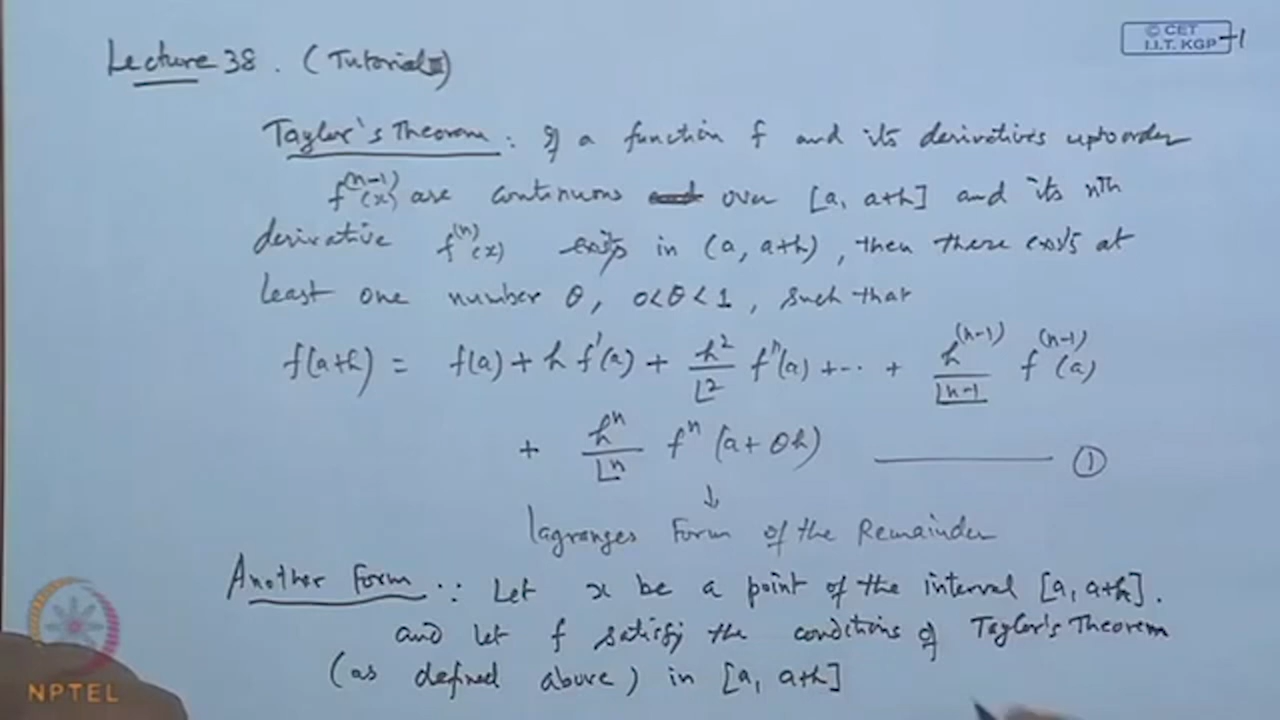 © CET
I.I.T. KGP -1
Lecture 38. (Tutorial III)
Taylor's Theorem: If a function f and its derivatives upto order
f^(n-1)(x) are continuous over [a, a+h] and its nth
derivative f^(n)(x) exists in (a, a+h), then there exists at
least one number θ, 0<θ<1, such that
f(a+h) = f(a) + h f'(a) + h²/∟2 f''(a) + ... + h^(n-1)/∟n-1 f^(n-1)(a)
+ h^n/∟n f^n (a+θh) ——— ①
↓
Lagranges Form of the Remainder
Another Form :: Let x be a point of the interval [a, a+h].
and let f satisfy the conditions of Taylor's Theorem
(as defined above) in [a, a+h]
NPTEL